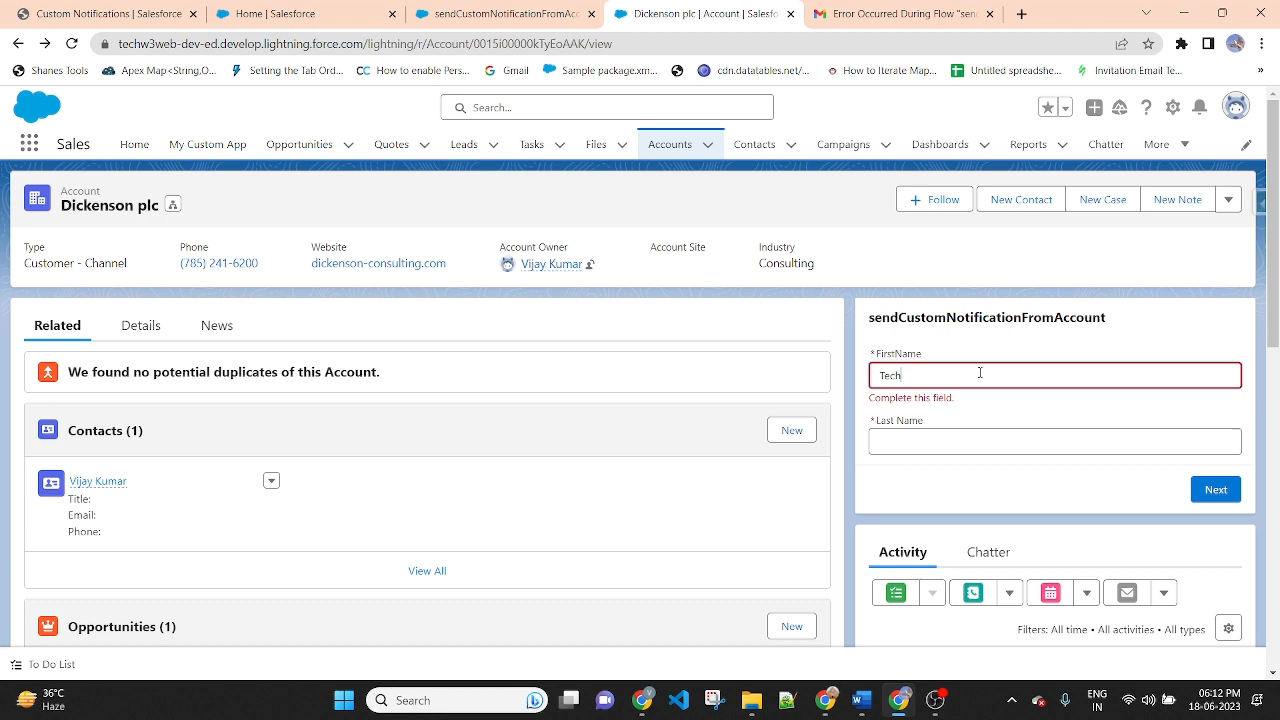 Custom Notifications | Salesforce
Home | Salesforce
sendCustomNotificationFromAcc
Dickenson plc | Account | Salesfo
Error Occurred During Flow "sen
techw3web-dev-ed.develop.lightning.force.com/lightning/r/Account/0015i00000kTyEoAAK/view
Shanes Tools
Apex Map<String,O...
Setting the Tab Ord...
CC How to enable Pers...
Gmail
Sample package.xm...
cdn.datatables.net/...
How to Iterate Map...
Untitled spreadshe...
Invitation Email Te...
»
Search...
Sales
Home
My Custom App
Opportunities
Quotes
Leads
Tasks
Files
Accounts
Contacts
Campaigns
Dashboards
Reports
Chatter
More
Account
Dickenson plc
+ Follow
New Contact
New Case
New Note
Type
Phone
Website
Account Owner
Account Site
Industry
Customer - Channel
(785) 241-6200
dickenson-consulting.com
Vijay Kumar
Consulting
Related
Details
News
We found no potential duplicates of this Account.
Contacts (1)
New
Vijay Kumar
Title:
Email:
Phone:
View All
Opportunities (1)
New
sendCustomNotificationFromAccount
*FirstName
Tech
Complete this field.
*Last Name
Next
Activity
Chatter
Filters: All time • All activities • All types
To Do List
36°C
Haze
Search
ENG
IN
06:12 PM
18-06-2023